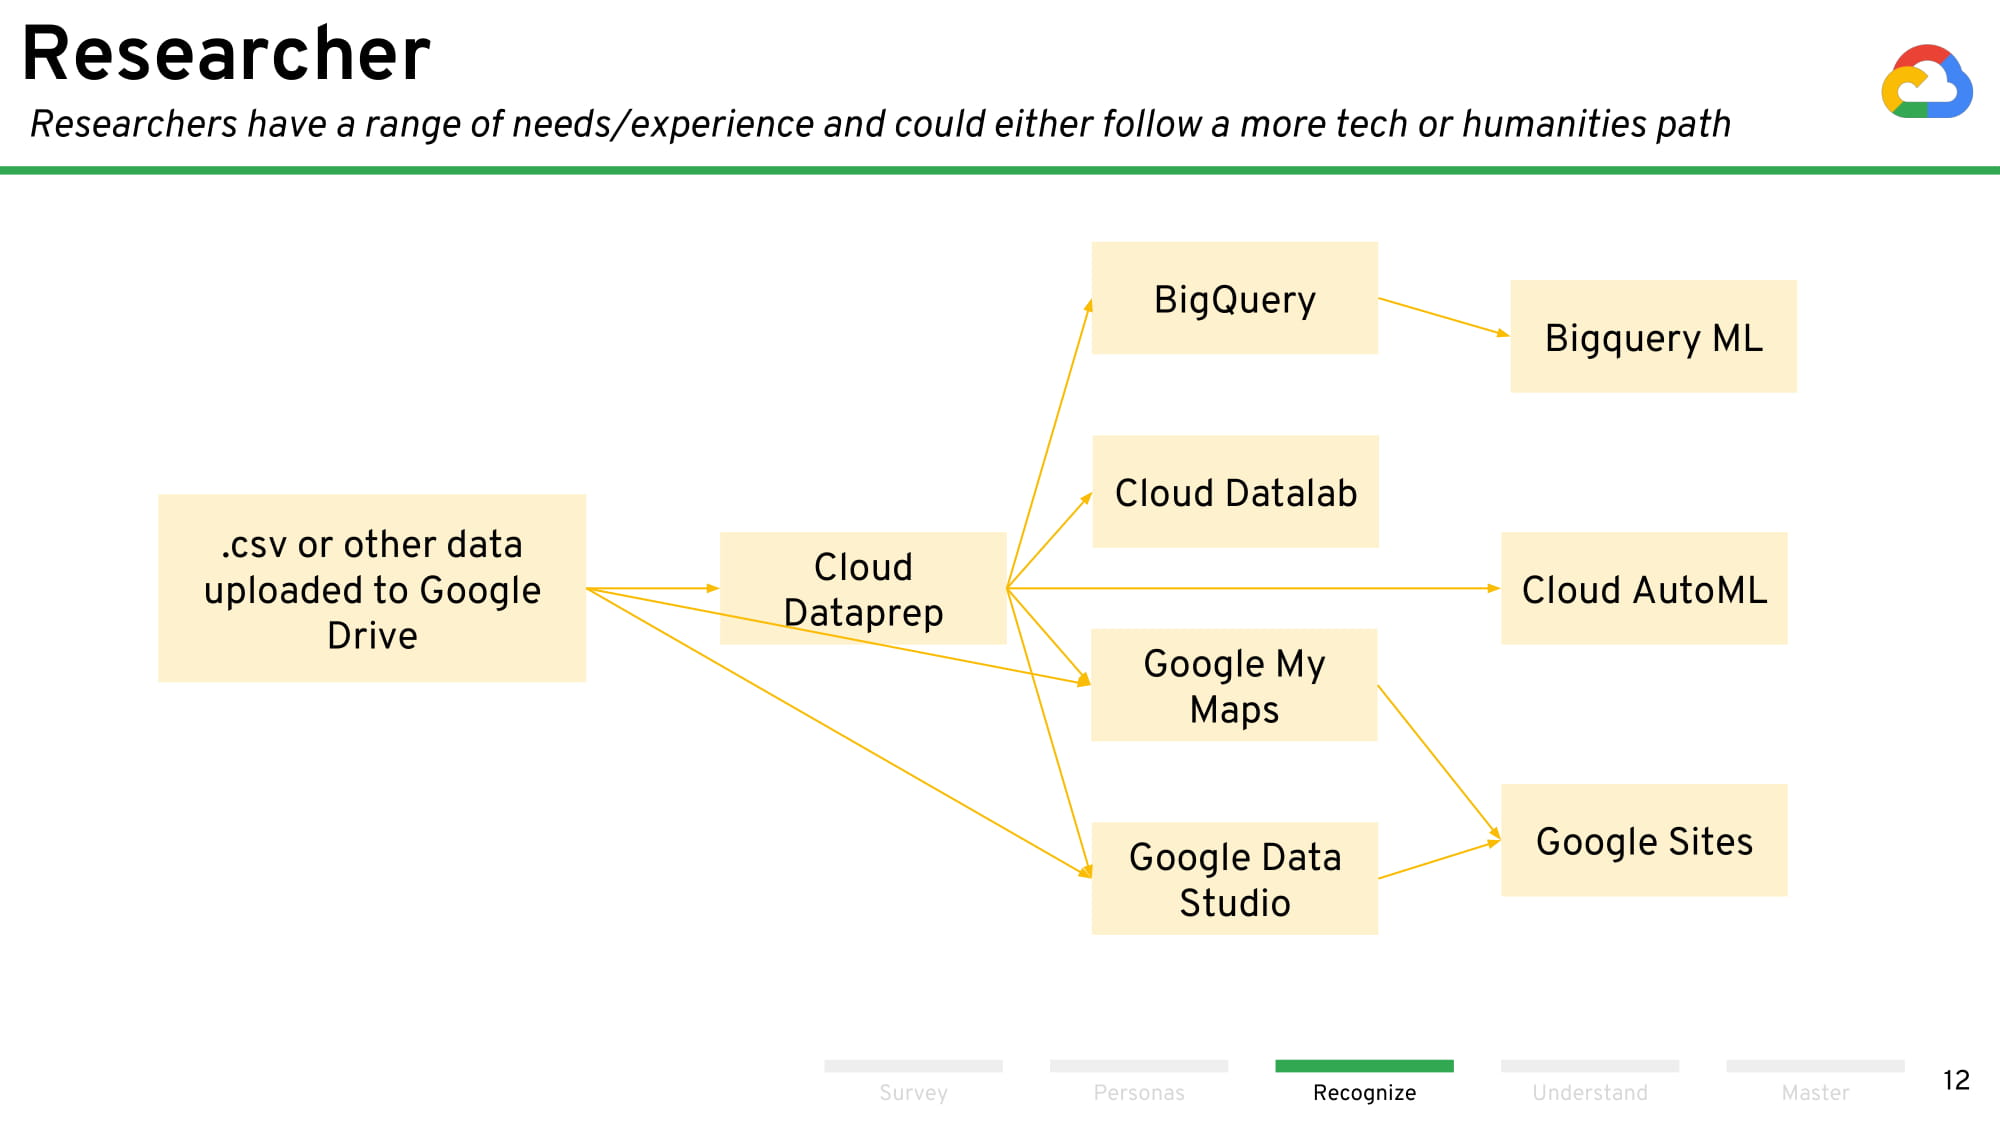 Researcher
Researchers have a range of needs/experience and could either follow a more tech or humanities path
BigQuery
Bigquery ML
Cloud Datalab
.csv or other data
uploaded to Google
Drive
Cloud
Dataprep
Cloud AutoML
Google My
Maps
Google Sites
Google Data
Studio
Survey
Personas
Recognize
Understand
Master
12